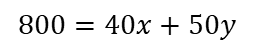 800 = 40𝑥 + 50𝑦